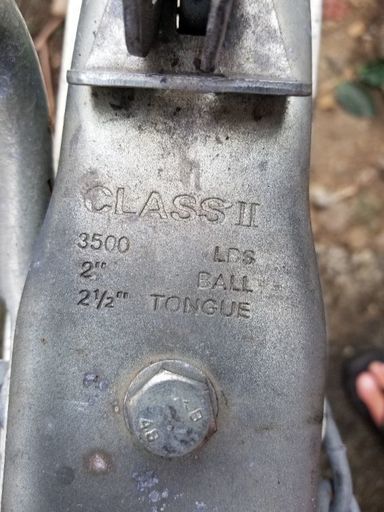 CLASS II
3500 LBS
2" BALL
2½" TONGUE